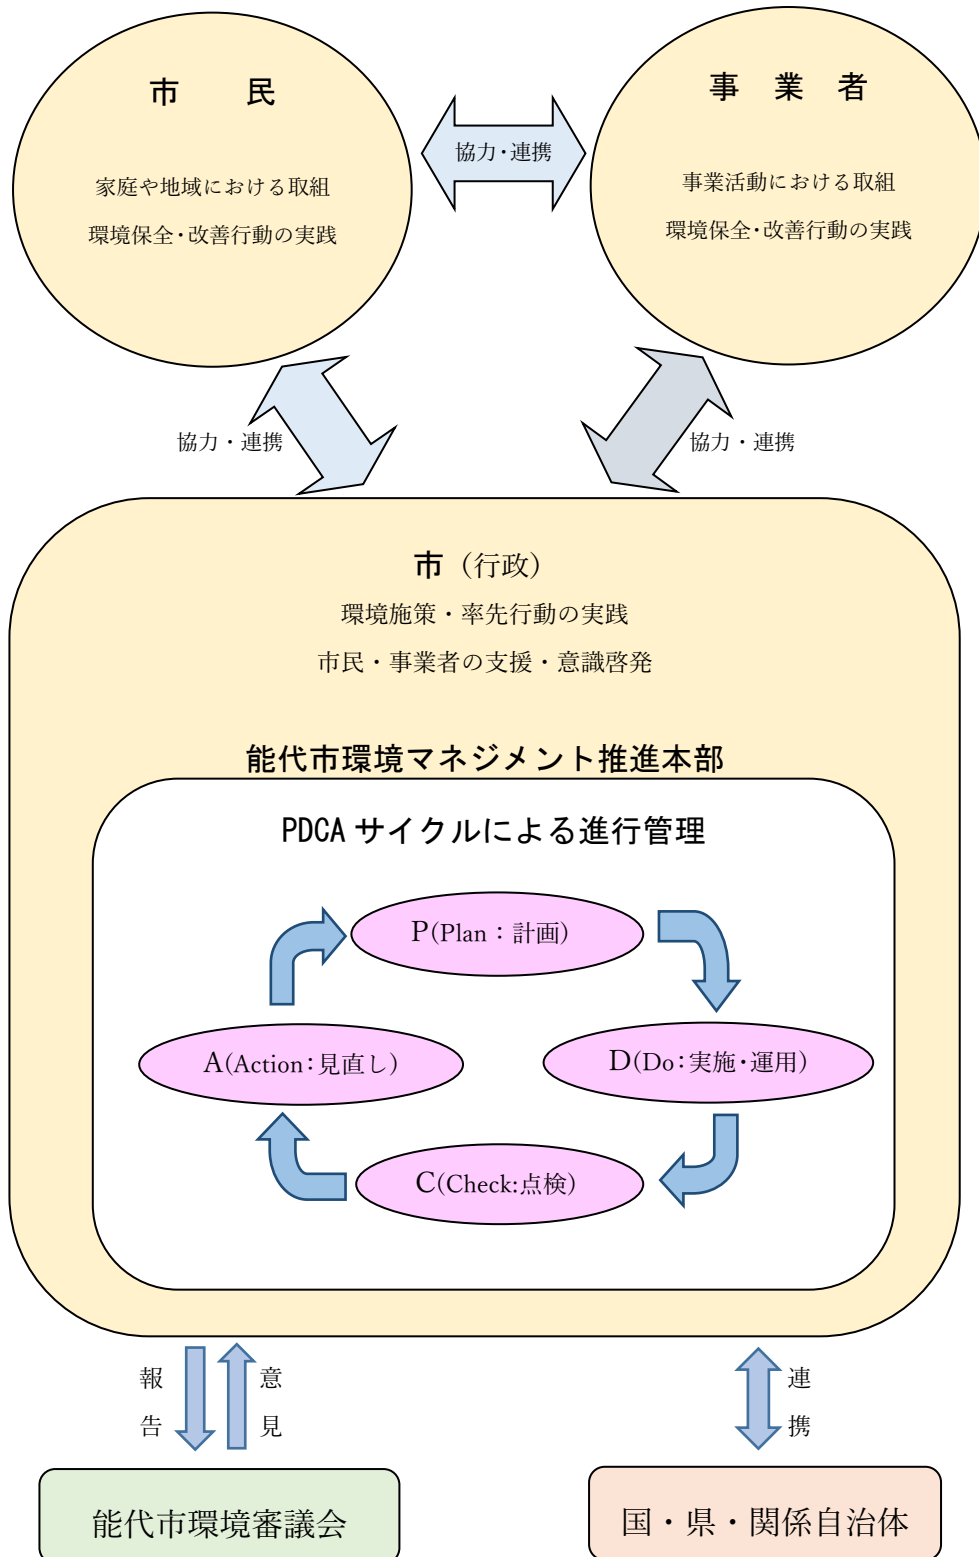 市　　民
家庭や地域における取組
環境保全・改善行動の実践
協力・連携
事　業　者
事業活動における取組
環境保全・改善行動の実践
協力・連携
協力・連携
市（行政）
環境施策・率先行動の実践
市民・事業者の支援・意識啓発
能代市環境マネジメント推進本部
PDCAサイクルによる進行管理
P(Plan：計画)
D(Do：実施・運用)
C(Check:点検)
A(Action：見直し)
報告
意見
連携
能代市環境審議会
国・県・関係自治体